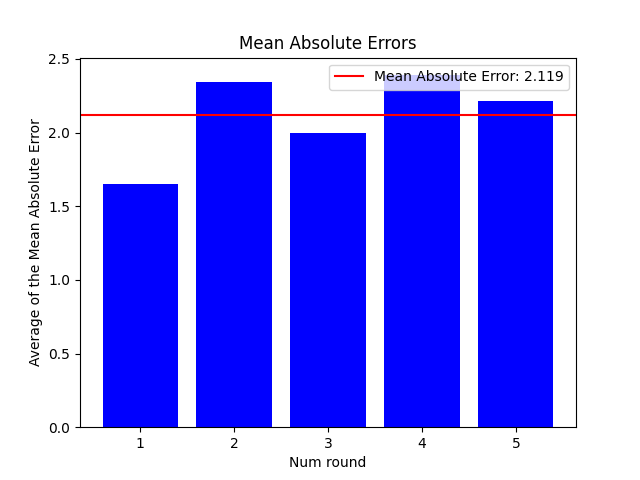 Mean Absolute Errors
Mean Absolute Error: 2.119
Average of the Mean Absolute Error
2.5
2.0
1.5
1.0
0.5
0.0
1 2 3 4 5
Num round